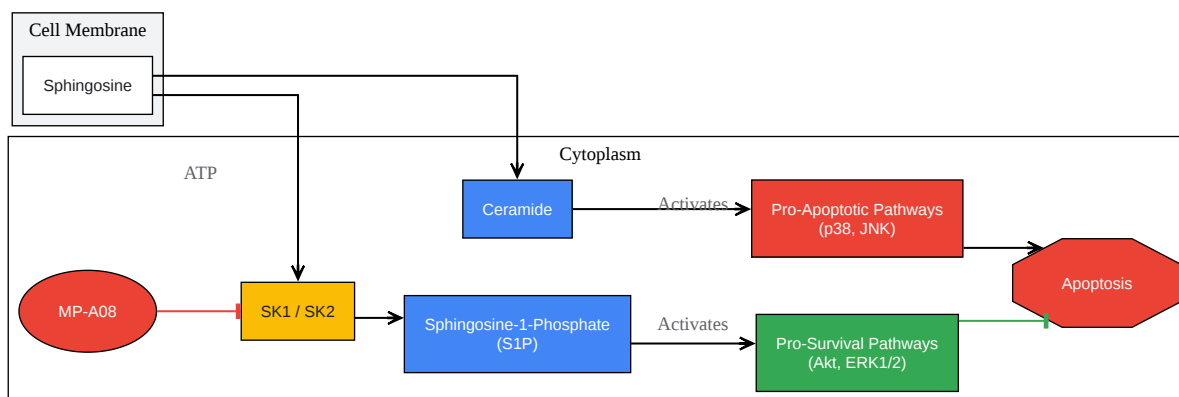 Cell Membrane
Sphingosine
Cytoplasm
ATP
Ceramide
Activates
Pro-Apoptotic Pathways
(p38, JNK)
Apoptosis
MP-A08
SK1 / SK2
Sphingosine-1-Phosphate
(S1P)
Activates
Pro-Survival Pathways
(Akt, ERK1/2)